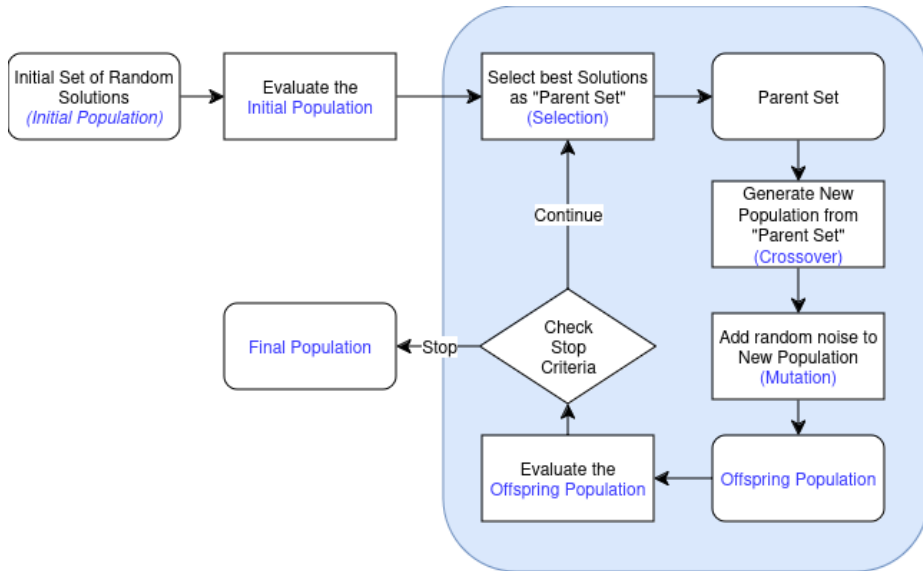 Initial Set of Random
Solutions
(Initial Population)
Evaluate the
Initial Population
Select best Solutions
as "Parent Set"
(Selection)
Parent Set
Generate New
Population from
"Parent Set"
(Crossover)
Continue
Add random noise to
New Population
(Mutation)
Check
Stop
Criteria
Stop
Final Population
Evaluate the
Offspring Population
Offspring Population